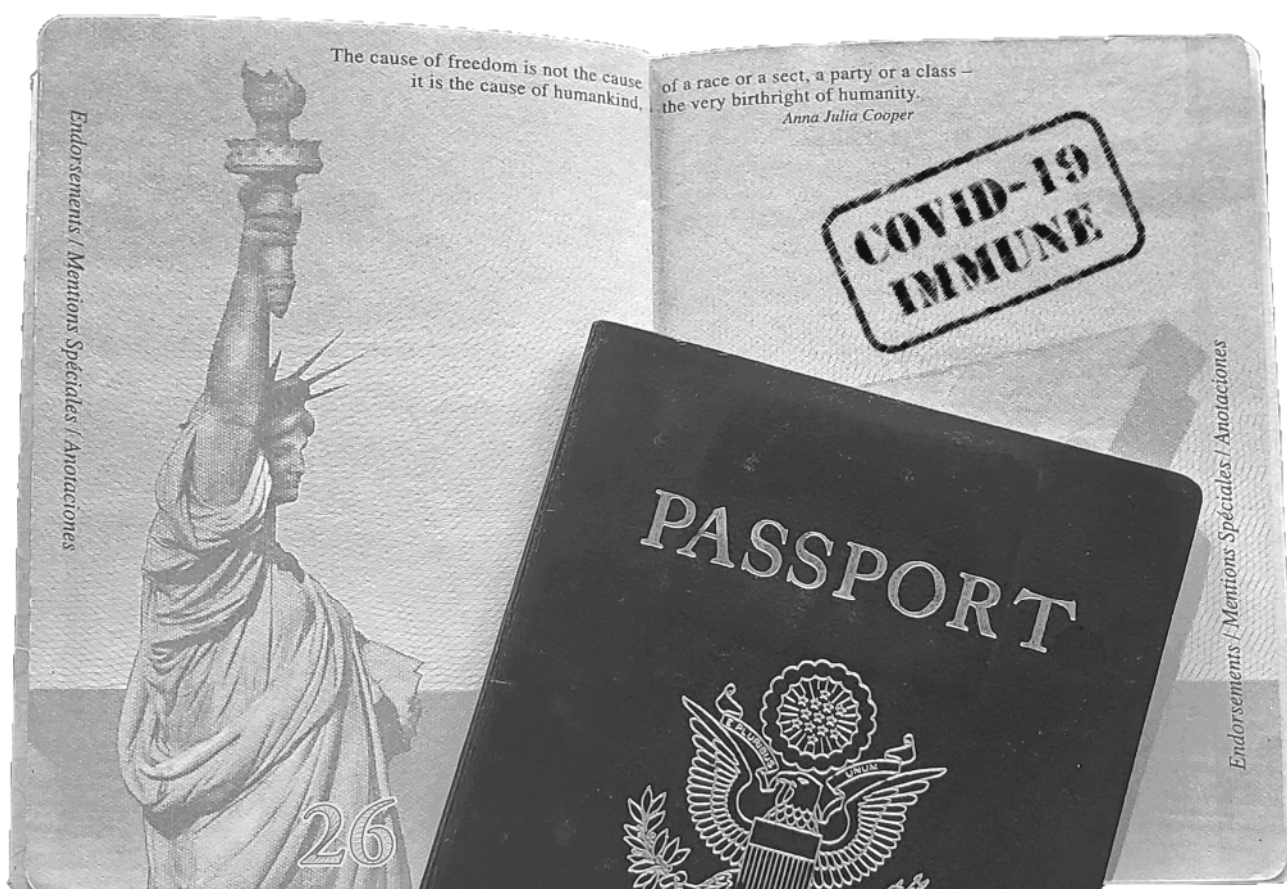 The cause of freedom is not the cause of a race or a sect, a party or a class –
it is the cause of humankind, the very birthright of humanity.
Anna Julia Cooper
Endorsements / Mentions Spéciales / Anotaciones
COVID-19
IMMUNE
PASSPORT
E PLURIBUS UNUM
Endorsements / Mentions Spéciales / Anotaciones
26